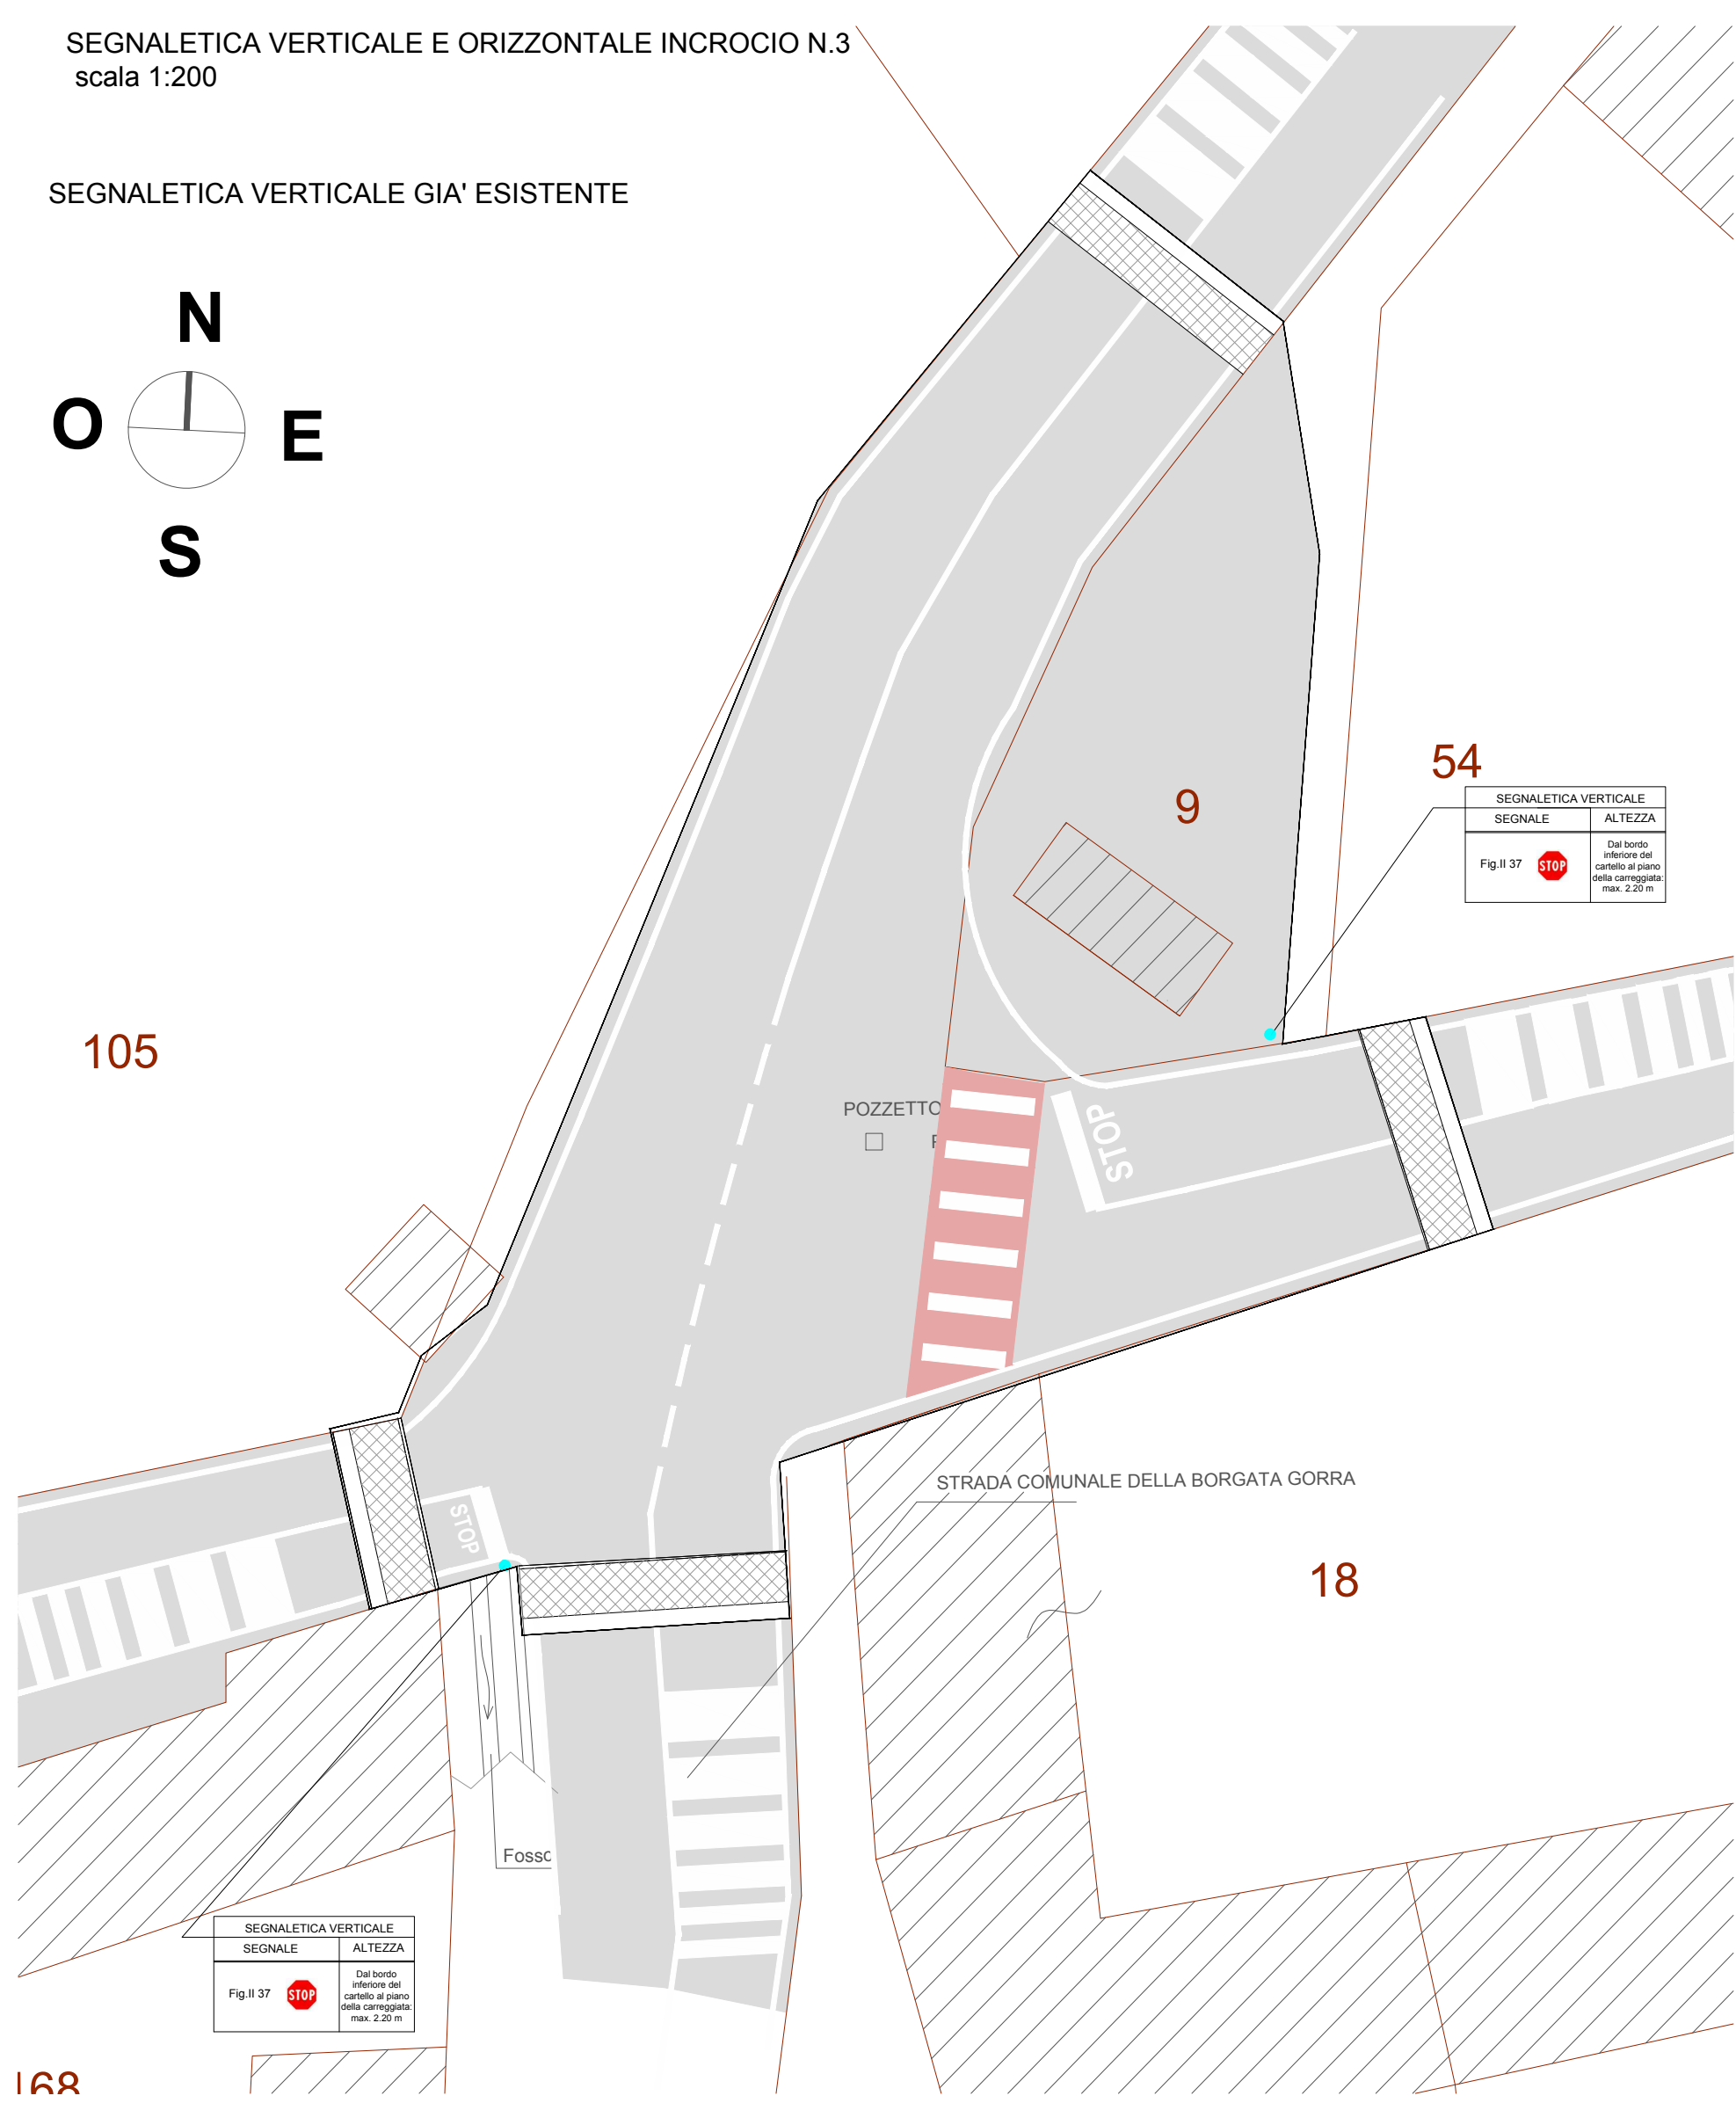 SEGNALETICA VERTICALE E ORIZZONTALE INCROCIO N.3
scala 1:200
SEGNALETICA VERTICALE GIA' ESISTENTE
N
O
E
S
54
SEGNALETICA VERTICALE
SEGNALE
ALTEZZA
Fig.II 37
STOP
Dal bordo
inferiore del
cartello al piano
della carreggiata:
max. 2.20 m
9
105
POZZETTO
STOP
STRADA COMUNALE DELLA BORGATA GORRA
STOP
18
Fosso
SEGNALETICA VERTICALE
SEGNALE
ALTEZZA
Fig.II 37
STOP
Dal bordo
inferiore del
cartello al piano
della carreggiata:
max. 2.20 m
168